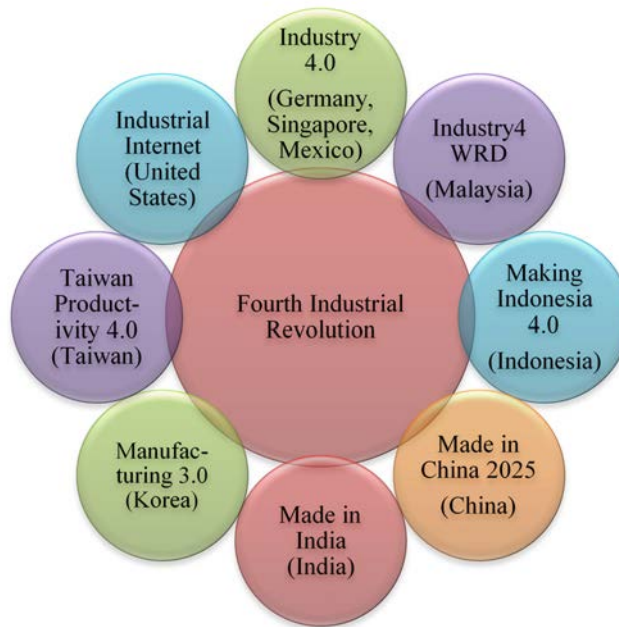 Industry
4.0
(Germany,
Singapore,
Mexico)
Industry4
WRD
(Malaysia)
Making
Indonesia
4.0
(Indonesia)
Made in
China 2025
(China)
Made in
India
(India)
Manufac-
turing 3.0
(Korea)
Taiwan
Product-
ivity 4.0
(Taiwan)
Industrial
Internet
(United
States)
Fourth Industrial
Revolution